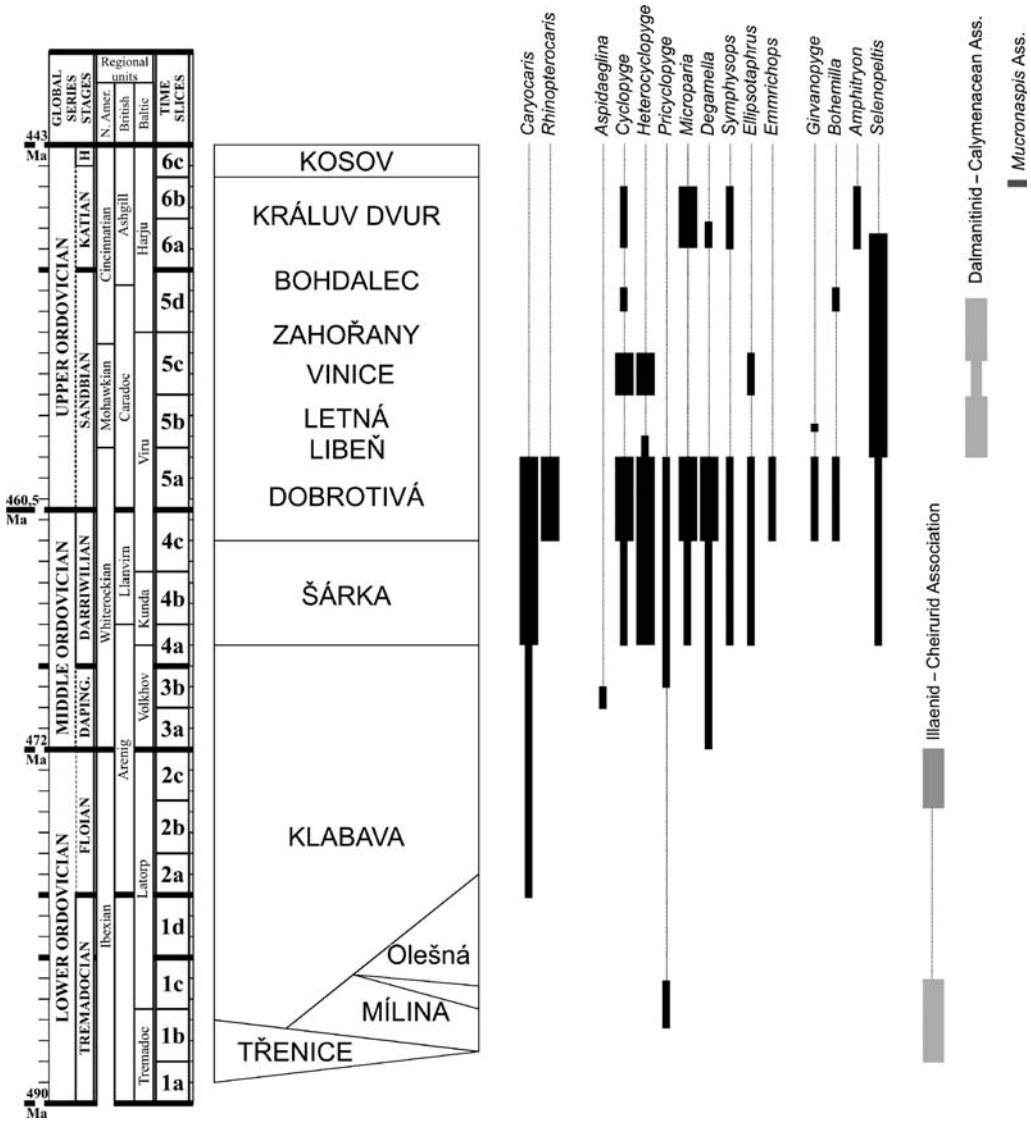 GLOBAL
SERIES
STAGES
Regional
units
N. Amer.
British
Baltic
TIME
SLICES
443
Ma
460,5
Ma
472
Ma
490
Ma
UPPER ORDOVICIAN
MIDDLE ORDOVICIAN
LOWER ORDOVICIAN
H
KATIAN
SANDBIAN
DARRIWILIAN
DAPING.
FLOIAN
TREMADOCIAN
Cincinnatian
Mohawkian
Whiterockian
Ibexian
Ashgill
Caradoc
Llanvirn
Arenig
Tremadoc
Harju
Viru
Kunda
Volkhov
Latorp
6c
6b
6a
5d
5c
5b
5a
4c
4b
4a
3b
3a
2c
2b
2a
1d
1c
1b
1a
KOSOV
KRÁLUV DVUR
BOHDALEC
ZAHOŘANY
VINICE
LETNÁ
LIBEŇ
DOBROTIVÁ
ŠÁRKA
KLABAVA
Olešná
MÍLINA
TŘENICE
Caryocaris
Rhinopterocaris
Aspidaeglina
Cyclopyge
Heterocyclopyge
Pricyclopyge
Microparia
Degamella
Symphysops
Ellipsotaphrus
Emmrichops
Girvanopyge
Bohemilla
Amphitryon
Selenopeltis
Illaenid – Cheirurid Association
Dalmanitinid – Calymenacean Ass.
Mucronaspis Ass.